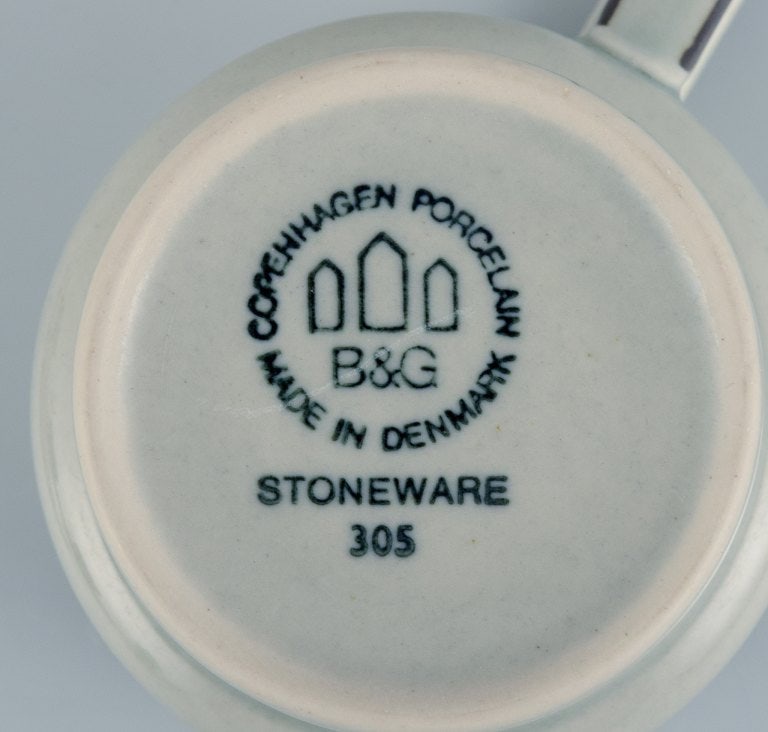 COPENHAGEN PORCELAIN
B&G
MADE IN DENMARK
STONEWARE
305